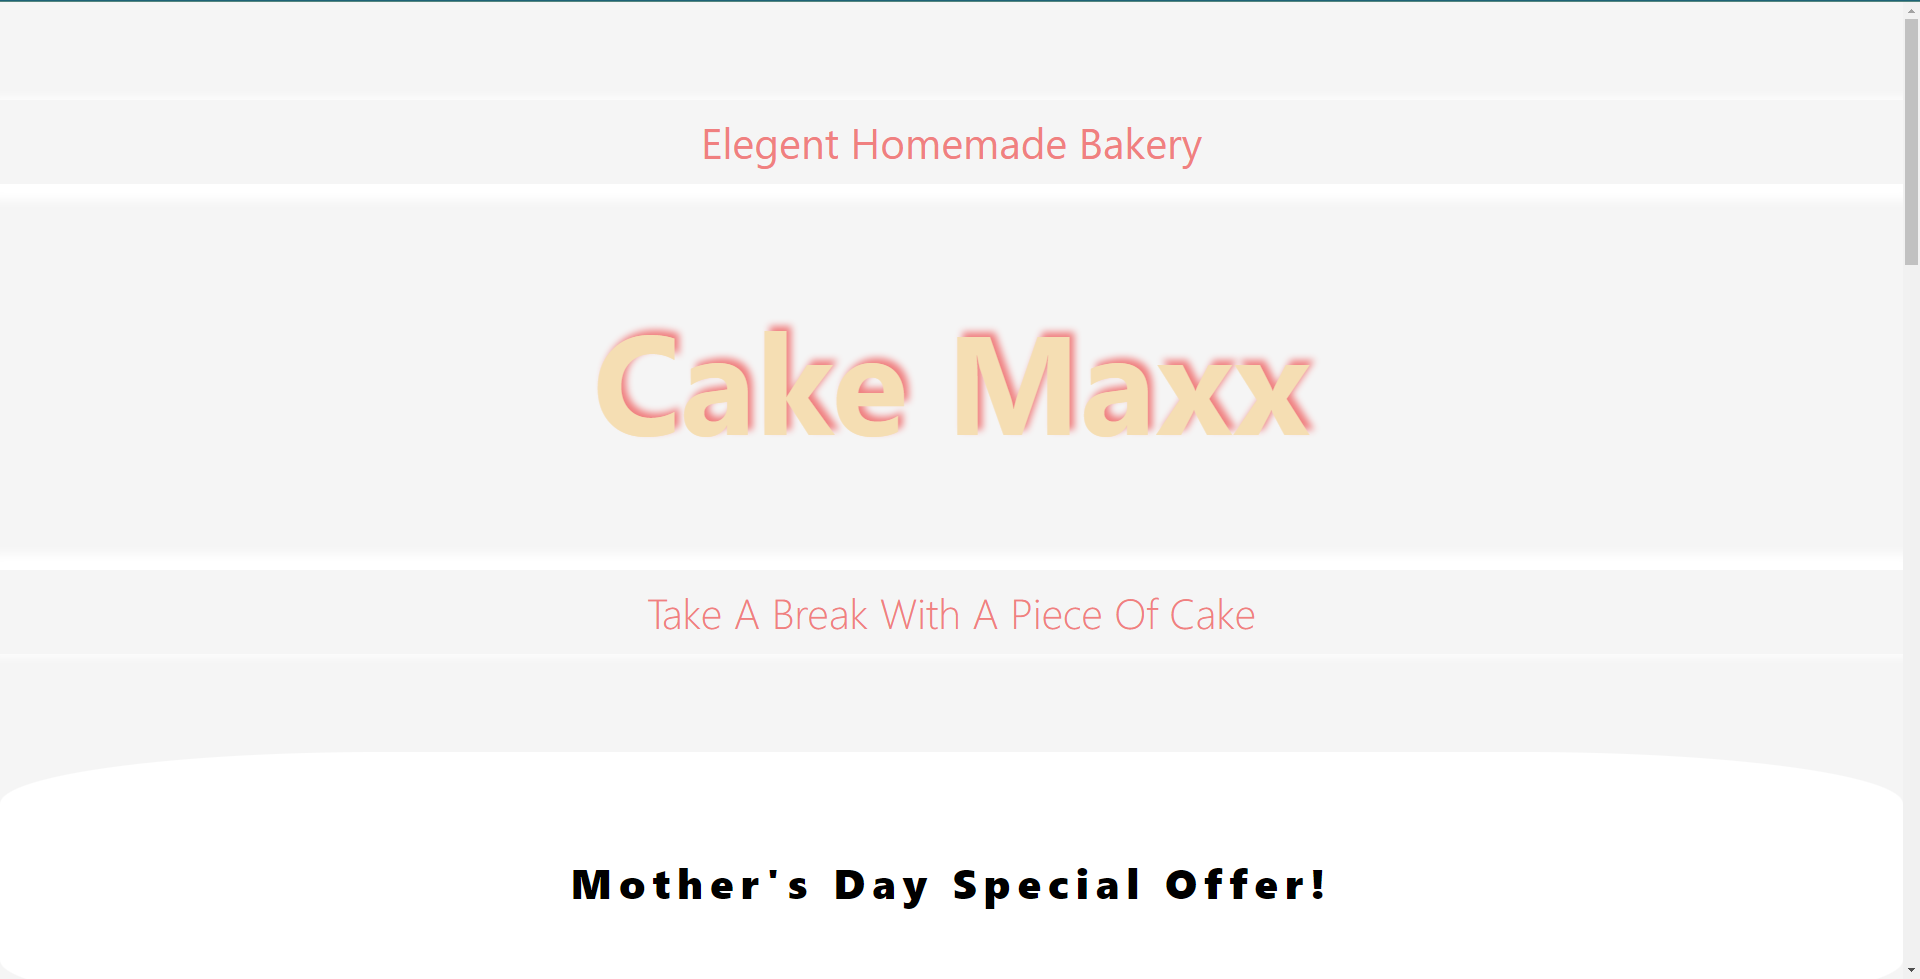 Elegent Homemade Bakery
Cake Maxx
Take A Break With A Piece Of Cake
Mother's Day Special Offer!